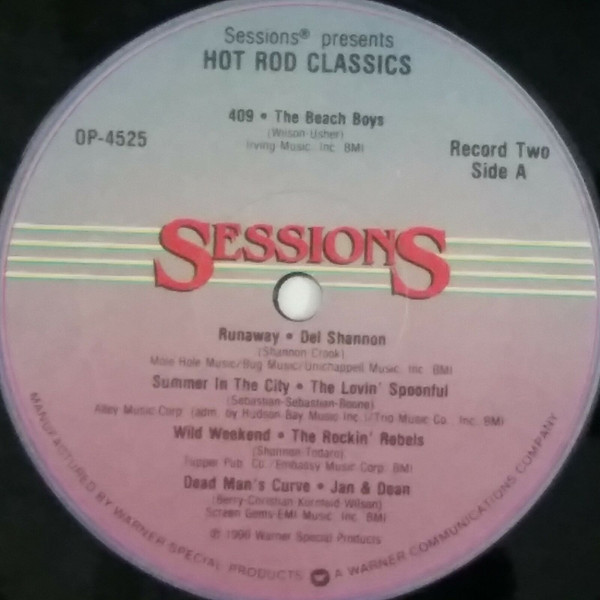 Sessions® presents
HOT ROD CLASSICS
409 • The Beach Boys
(Wilson Usher)
Irving Music, Inc. BMI
OP-4525
Record Two
Side A
SESSIONS
Runaway • Del Shannon
(Shannon Crook)
Mole Hole Music/Bug Music/Unichappell Music, Inc. BMI
Summer In The City • The Lovin' Spoonful
(Sebastian-Sebastian-Boone)
Alley Music Corp. (adm. by Hudson Bay Music Inc.)/Trio Music Co., Inc. BMI
Wild Weekend • The Rockin' Rebels
(Shannon-Todaro)
Tupper Pub. Co./Embassy Music Corp. BMI
Dead Man's Curve • Jan & Dean
(Berry-Christian Kornfeld Wilson)
Screen Gems-EMI Music, Inc. BMI
℗ 1990 Warner Special Products
MANUFACTURED BY WARNER SPECIAL PRODUCTS A WARNER COMMUNICATIONS COMPANY